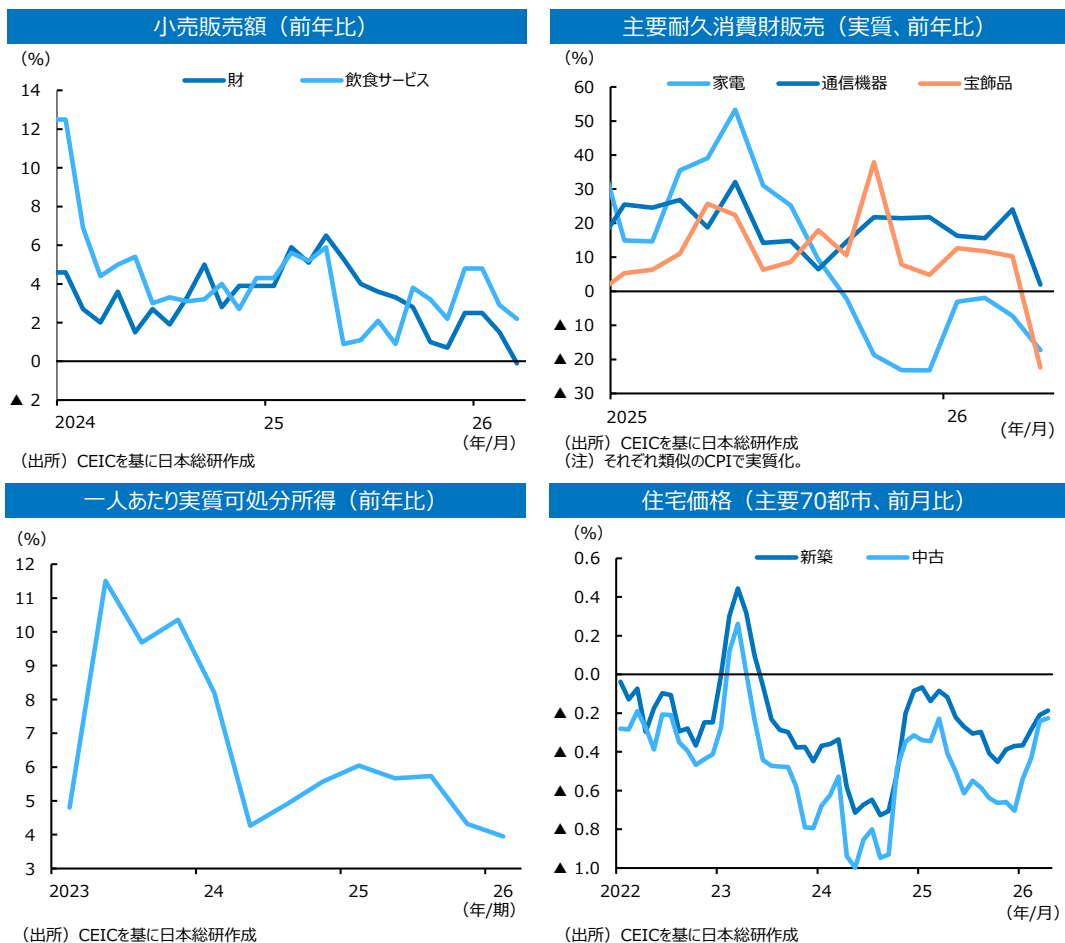 小売販売額（前年比）
（%）
財
飲食サービス
14
12
10
8
6
4
2
0
▲ 2
2024
25
26
（年/月）
（出所）CEICを基に日本総研作成
主要耐久消費財販売（実質、前年比）
（%）
家電
通信機器
宝飾品
60
50
40
30
20
10
0
▲ 10
▲ 20
▲ 30
2025
26
(年/月)
（出所）CEICを基に日本総研作成
（注）それぞれ類似のCPIで実質化。
一人あたり実質可処分所得（前年比）
（%）
12
11
10
9
8
7
6
5
4
3
2023
24
25
26
（年/期）
（出所）CEICを基に日本総研作成
住宅価格（主要70都市、前月比）
（%）
新築
中古
0.6
0.4
0.2
0.0
▲ 0.2
▲ 0.4
▲ 0.6
▲ 0.8
▲ 1.0
2022
23
24
25
26
（年/月）
（出所）CEICを基に日本総研作成